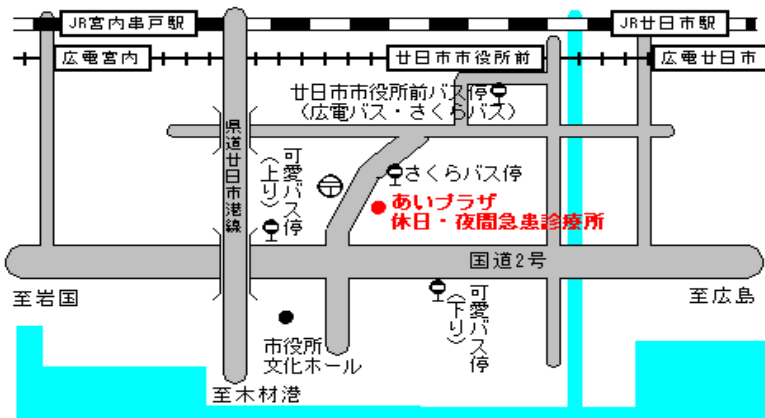 JR宮内串戸駅
JR廿日市駅
広電宮内
廿日市市役所前
広電廿日市
廿日市市役所前バス停
(広電バス・さくらバス)
県道廿日市港線
可愛バス停
(上り)
さくらバス停
あいプラザ
休日・夜間急患診療所
国道2号
至岩国
至広島
可愛バス停
(下り)
市役所
文化ホール
至木材港